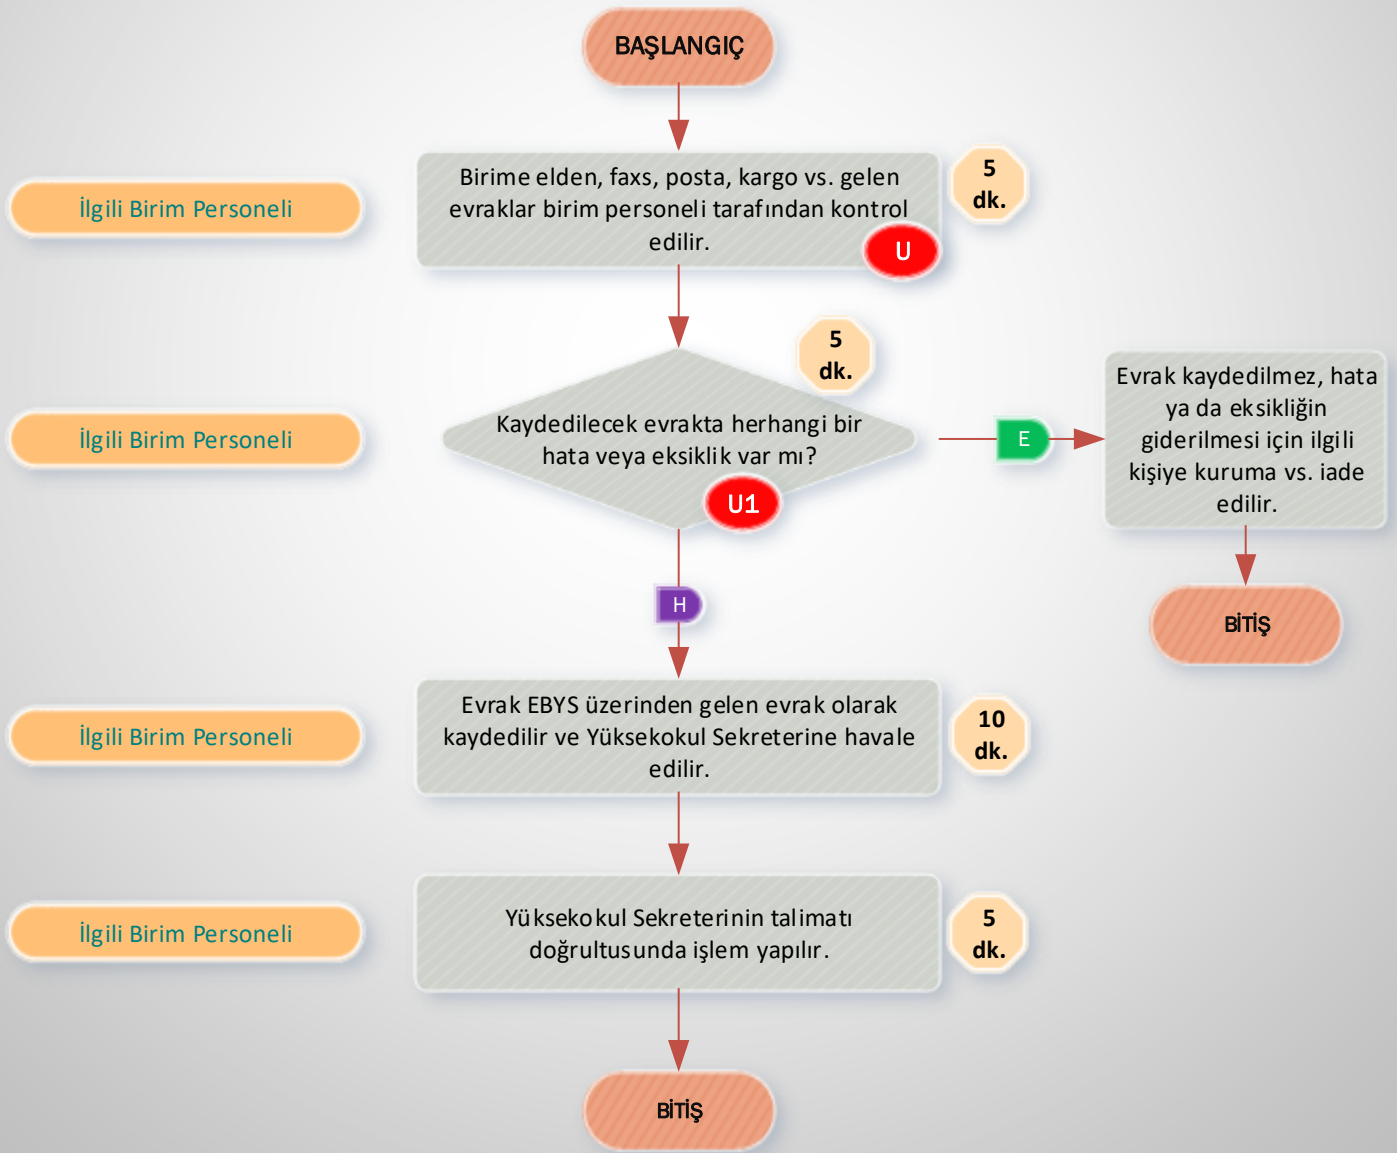 BAŞLANGIÇ
İlgili Birim Personeli
Birime elden, faxs, posta, kargo vs. gelen
evraklar birim personeli tarafından kontrol
edilir.
U
5
dk.
İlgili Birim Personeli
Kaydedilecek evrakta herhangi bir
hata veya eksiklik var mı?
U1
5
dk.
E
Evrak kaydedilmez, hata
ya da eksikliğin
giderilmesi için ilgili
kişiye kuruma vs. iade
edilir.
BİTİŞ
H
İlgili Birim Personeli
Evrak EBYS üzerinden gelen evrak olarak
kaydedilir ve Yüksekokul Sekreterine havale
edilir.
10
dk.
İlgili Birim Personeli
Yüksekokul Sekreterinin talimatı
doğrultusunda işlem yapılır.
5
dk.
BİTİŞ